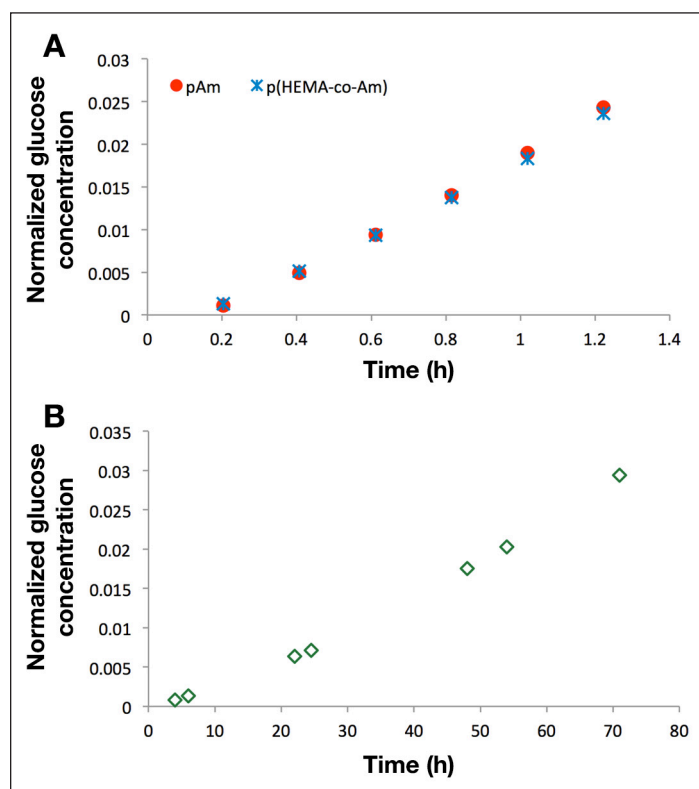 A
Normalized glucose
concentration
0.03
0.025
0.02
0.015
0.01
0.005
0
pAm
p(HEMA-co-Am)
0 0.2 0.4 0.6 0.8 1 1.2 1.4
Time (h)
B
Normalized glucose
concentration
0.035
0.03
0.025
0.02
0.015
0.01
0.005
0
0 10 20 30 40 50 60 70 80
Time (h)